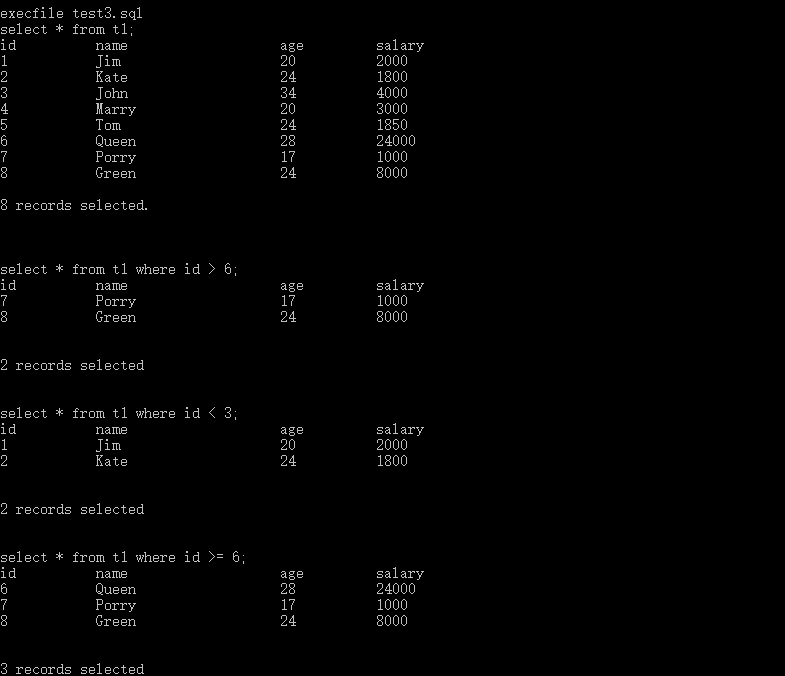 execfile test3.sql
select * from t1;
id name age salary
1 Jim 20 2000
2 Kate 24 1800
3 John 34 4000
4 Marry 20 3000
5 Tom 24 1850
6 Queen 28 24000
7 Porry 17 1000
8 Green 24 8000
8 records selected.
select * from t1 where id > 6;
id name age salary
7 Porry 17 1000
8 Green 24 8000
2 records selected
select * from t1 where id < 3;
id name age salary
1 Jim 20 2000
2 Kate 24 1800
2 records selected
select * from t1 where id >= 6;
id name age salary
6 Queen 28 24000
7 Porry 17 1000
8 Green 24 8000
3 records selected